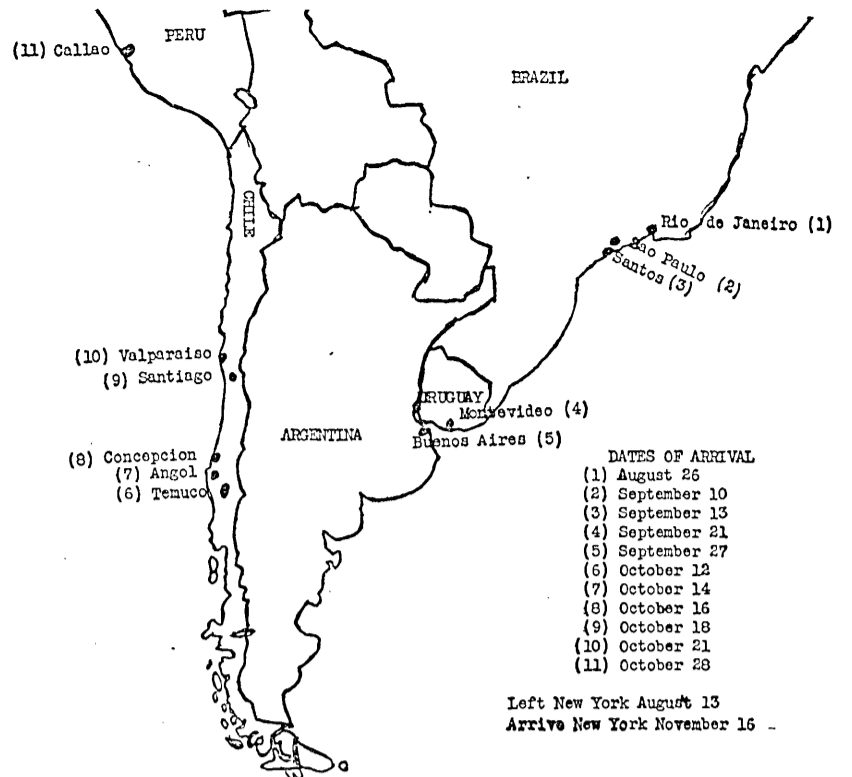 PERU
(11) Callao
BRAZIL
CHILE
Rio de Janeiro (1)
Sao Paulo (2)
Santos (3)
(10) Valparaiso
(9) Santiago
URUGUAY
Montevideo (4)
ARGENTINA
Buenos Aires (5)
(8) Concepcion
(7) Angol
(6) Temuco
DATES OF ARRIVAL
(1) August 26
(2) September 10
(3) September 13
(4) September 21
(5) September 27
(6) October 12
(7) October 14
(8) October 16
(9) October 18
(10) October 21
(11) October 28
Left New York August 13
Arrive New York November 16